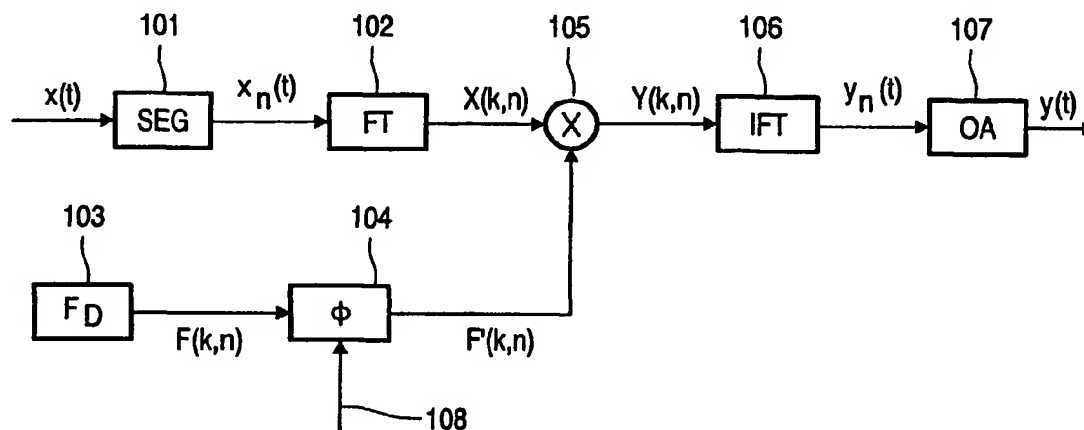 101 102 105 106 107
x(t) SEG xn(t) FT X(k,n) X Y(k,n) IFT yn(t) OA y(t)
103 104
FD F(k,n) Φ F'(k,n)
108